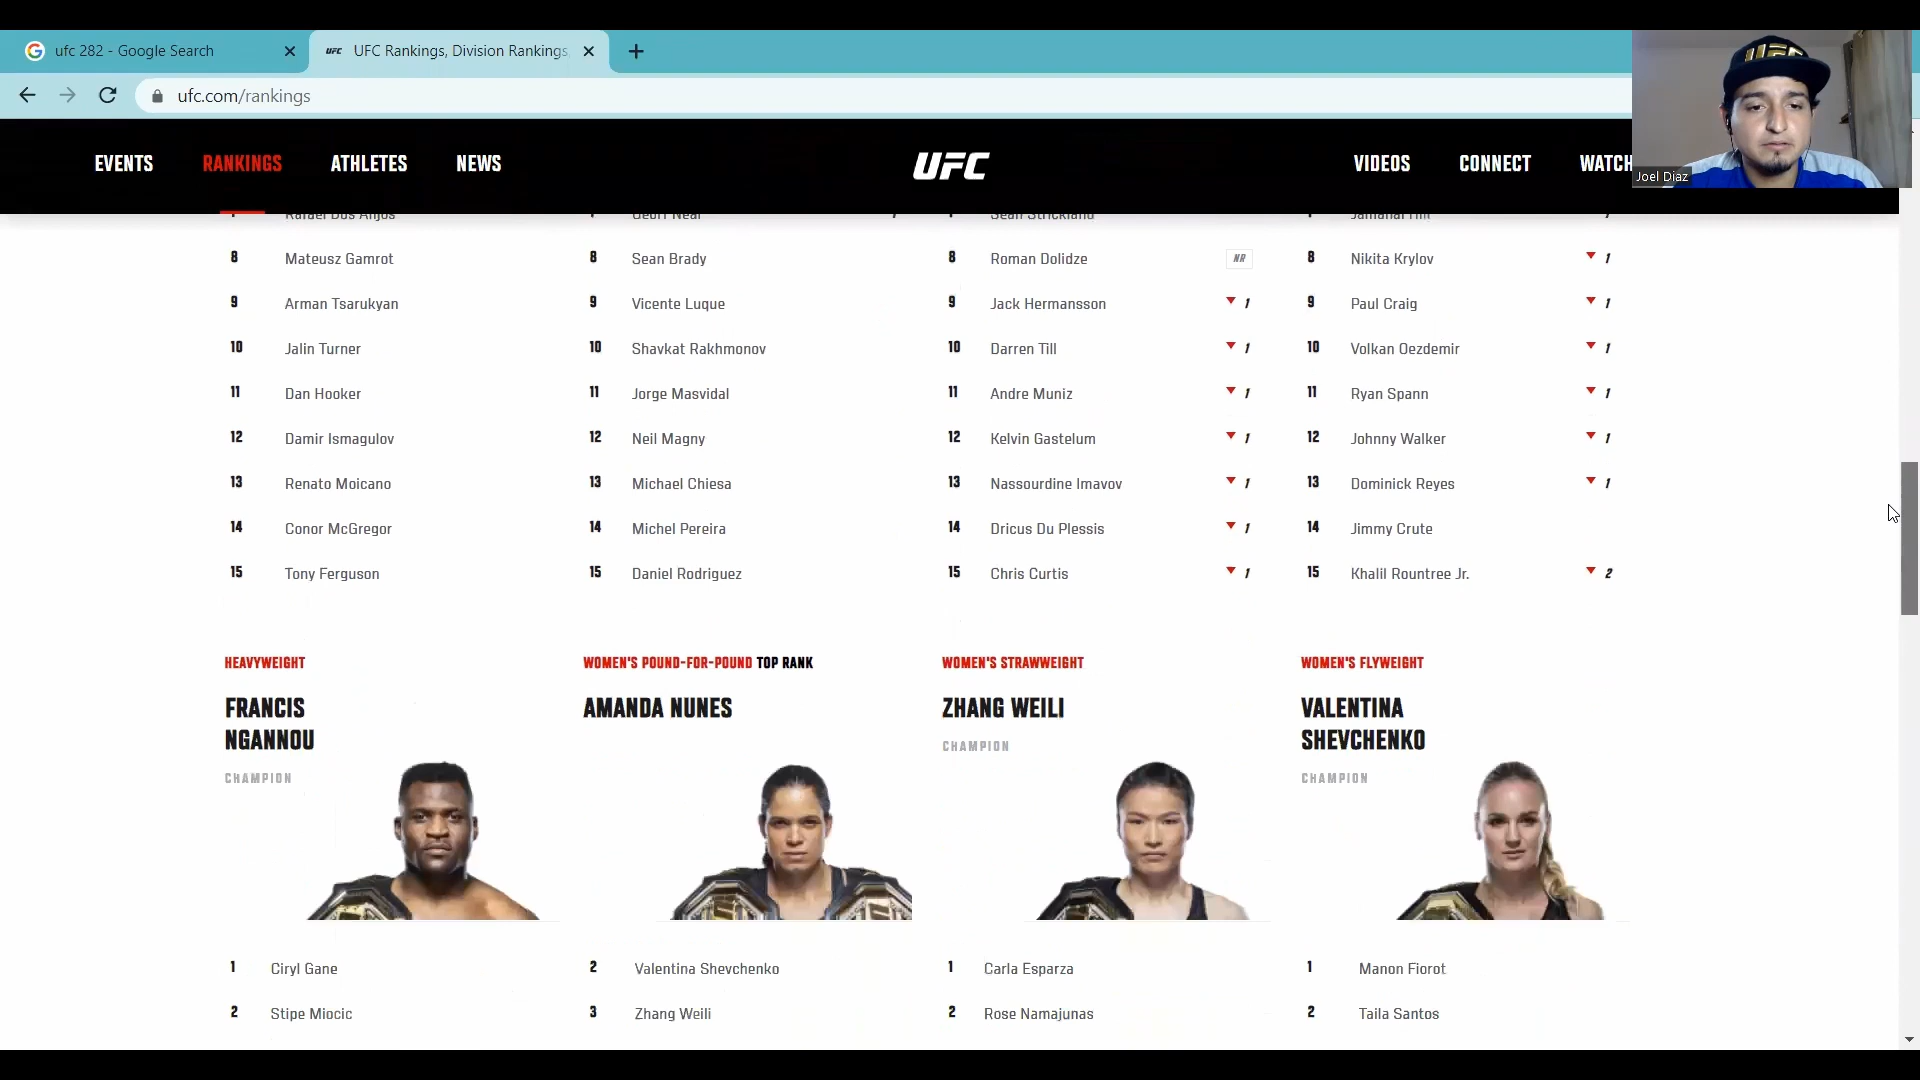 ufc 282 - Google Search
UFC Rankings, Division Rankings,
ufc.com/rankings
EVENTS RANKINGS ATHLETES NEWS UFC VIDEOS CONNECT WATCH
Joel Diaz
Rafael Dos Anjos Geoff Neal Sean Strickland Jamahal Hill
8 Mateusz Gamrot 8 Sean Brady 8 Roman Dolidze NR 8 Nikita Krylov 1
9 Arman Tsarukyan 9 Vicente Luque 9 Jack Hermansson 1 9 Paul Craig 1
10 Jalin Turner 10 Shavkat Rakhmonov 10 Darren Till 1 10 Volkan Oezdemir 1
11 Dan Hooker 11 Jorge Masvidal 11 Andre Muniz 1 11 Ryan Spann 1
12 Damir Ismagulov 12 Neil Magny 12 Kelvin Gastelum 1 12 Johnny Walker 1
13 Renato Moicano 13 Michael Chiesa 13 Nassourdine Imavov 1 13 Dominick Reyes 1
14 Conor McGregor 14 Michel Pereira 14 Dricus Du Plessis 1 14 Jimmy Crute
15 Tony Ferguson 15 Daniel Rodriguez 15 Chris Curtis 1 15 Khalil Rountree Jr. 2
HEAVYWEIGHT
FRANCIS
NGANNOU
CHAMPION
WOMEN'S POUND-FOR-POUND TOP RANK
AMANDA NUNES
WOMEN'S STRAWWEIGHT
ZHANG WEILI
CHAMPION
WOMEN'S FLYWEIGHT
VALENTINA
SHEVCHENKO
CHAMPION
1 Ciryl Gane 2 Valentina Shevchenko 1 Carla Esparza 1 Manon Fiorot
2 Stipe Miocic 3 Zhang Weili 2 Rose Namajunas 2 Taila Santos